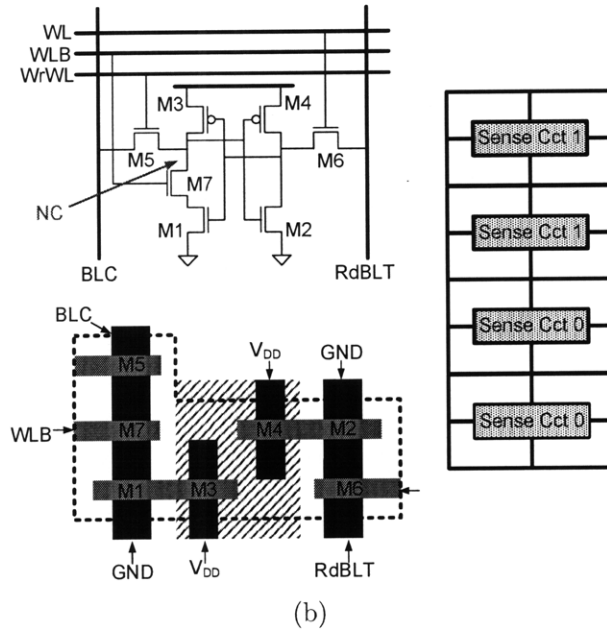 WL
WLB
WrWL
M3
M4
M5
M6
M7
NC
M1
M2
BLC
RdBLT
Sense Cct 1
Sense Cct 1
Sense Cct 0
Sense Cct 0
BLC
M5
VDD
GND
WLB
M7
M4
M2
M1
M3
M6
GND
VDD
RdBLT
(b)